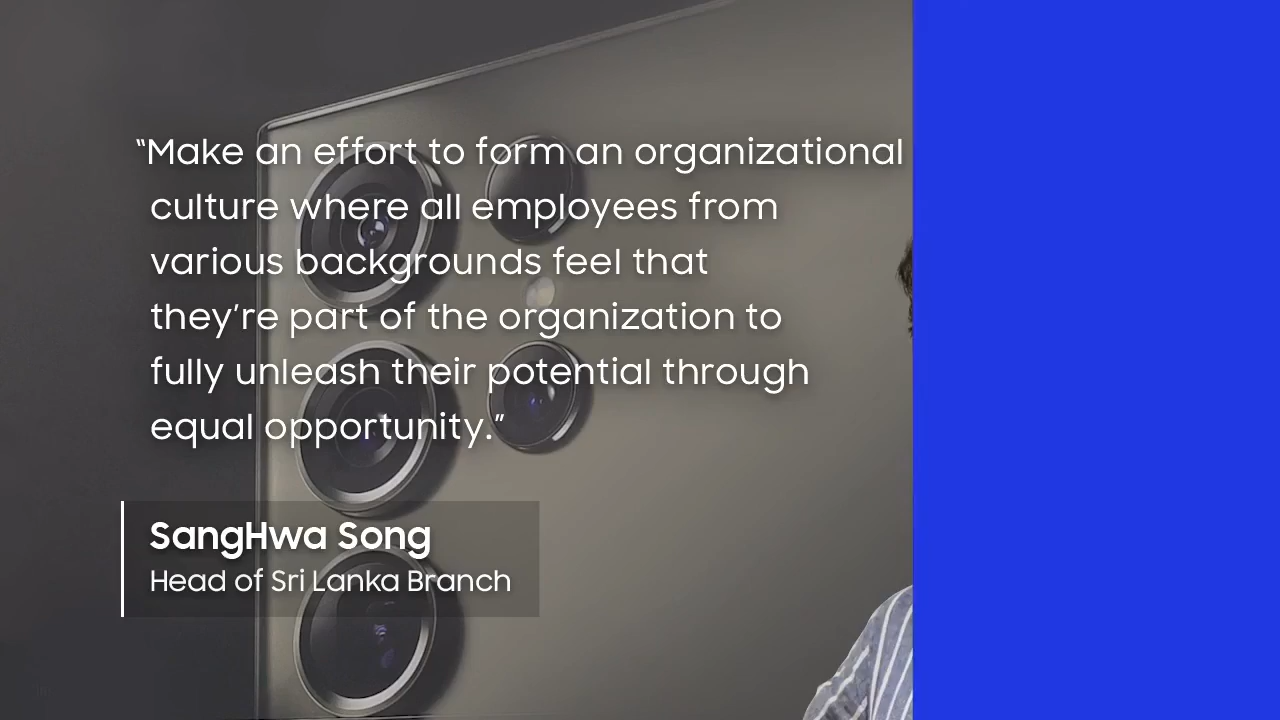 “Make an effort to form an organizational
culture where all employees from
various backgrounds feel that
they’re part of the organization to
fully unleash their potential through
equal opportunity.”
SangHwa Song
Head of Sri Lanka Branch